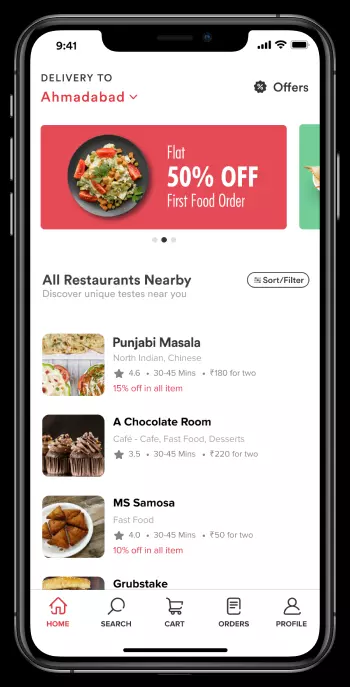 9:41
DELIVERY TO
Ahmadabad
Offers
Flat
50% OFF
First Food Order
All Restaurants Nearby
Sort/Filter
Discover unique testes near you
Punjabi Masala
North Indian, Chinese
4.6 • 30-45 Mins • ₹180 for two
15% off in all item
A Chocolate Room
Café - Cafe, Fast Food, Desserts
3.5 • 30-45 Mins • ₹220 for two
MS Samosa
Fast Food
4.0 • 30-45 Mins • ₹50 for two
10% off in all item
Grubstake
HOME SEARCH CART ORDERS PROFILE